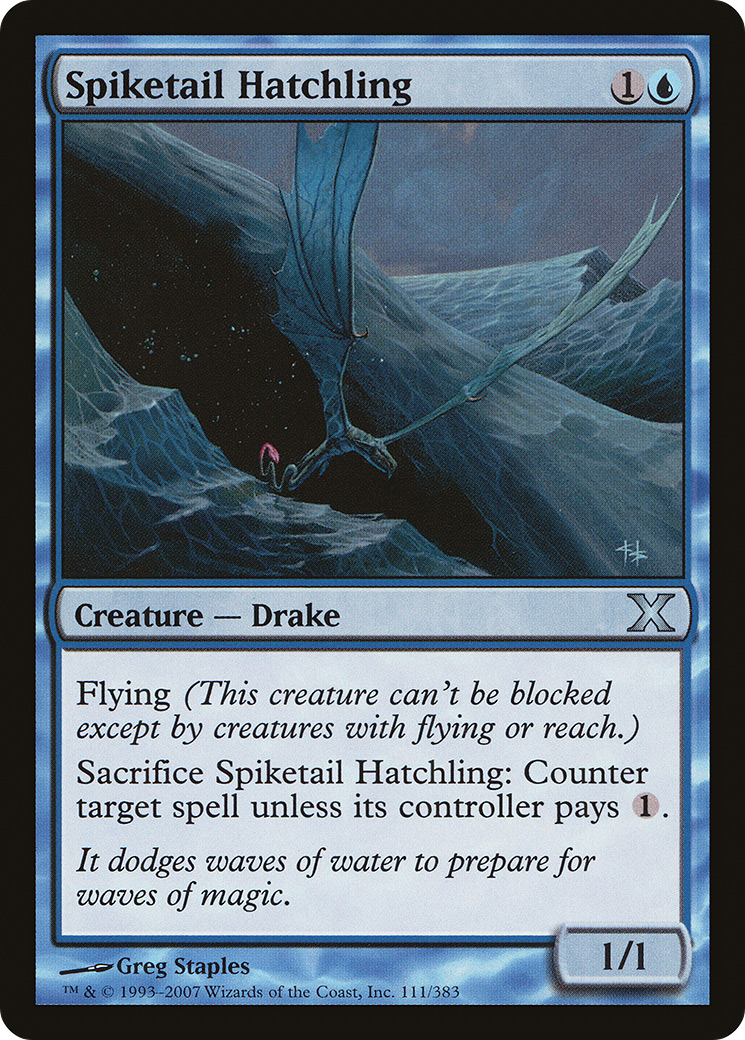 Spiketail Hatchling 1
Creature — Drake X
Flying (This creature can't be blocked
except by creatures with flying or reach.)
Sacrifice Spiketail Hatchling: Counter
target spell unless its controller pays 1.
It dodges waves of water to prepare for
waves of magic.
1/1
Greg Staples
™ & © 1993–2007 Wizards of the Coast, Inc. 111/383